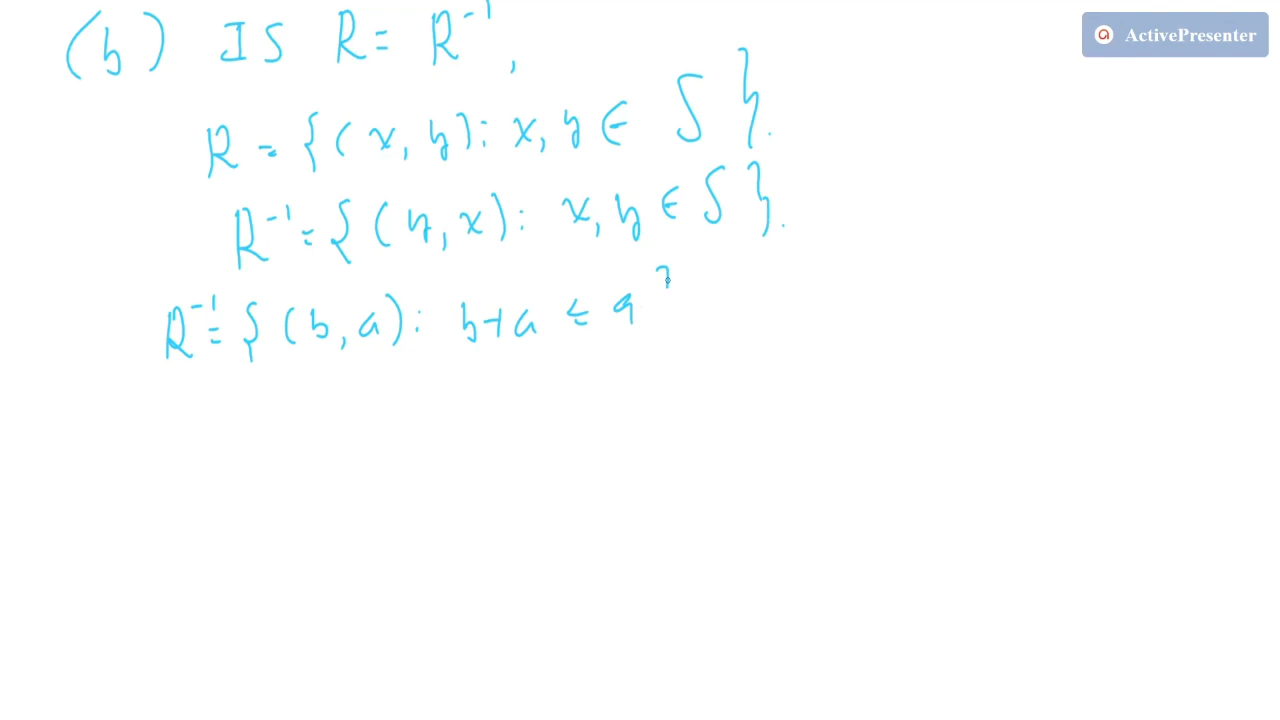 ActivePresenter
(b) IS R = R⁻¹,
R = {(x, y): x, y ∈ S}.
R⁻¹ = {(y, x): x, y ∈ S}.
R⁻¹ = {(b, a): b+a ≤ 9